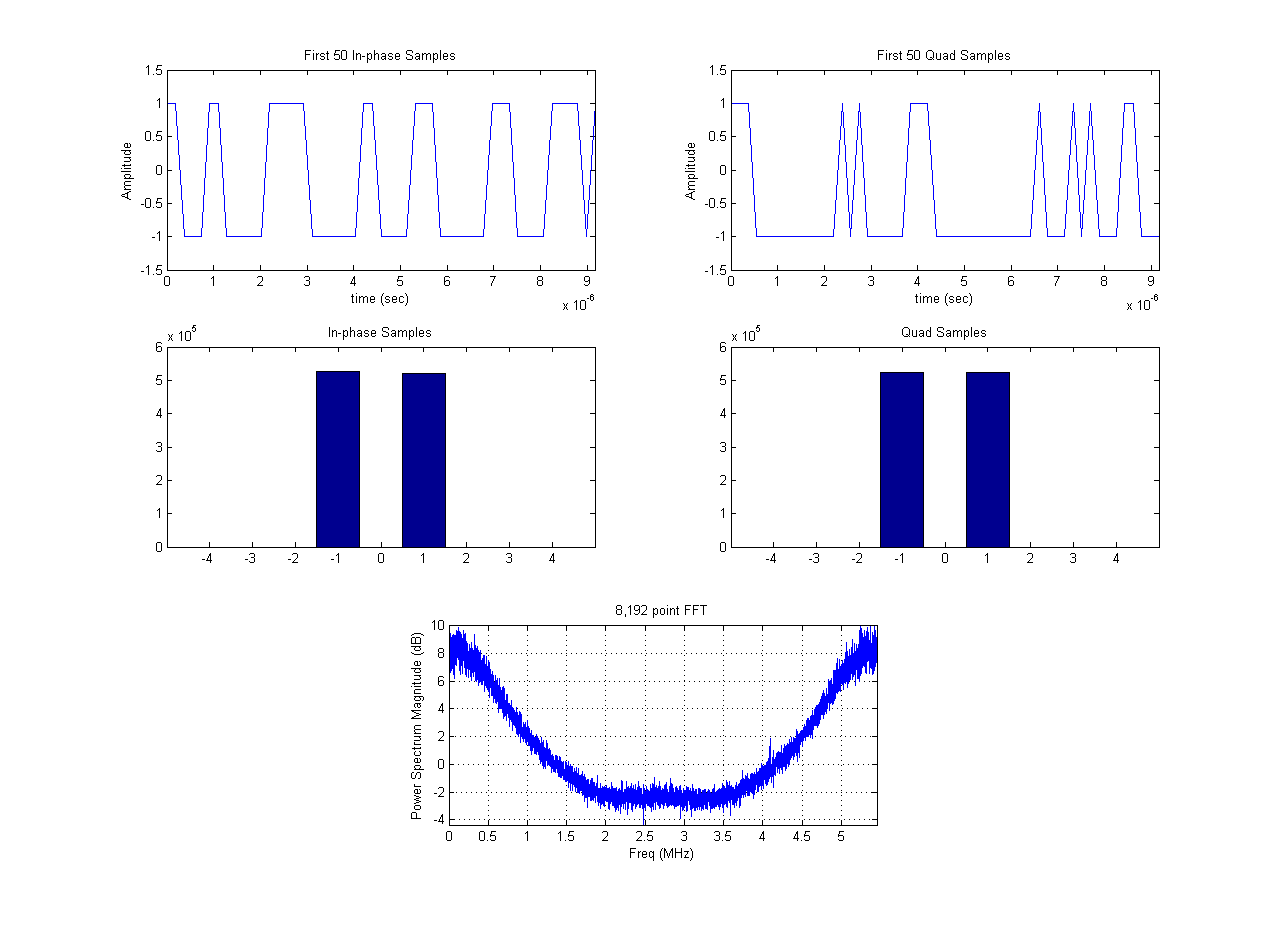 First 50 In-phase Samples
1.5
1
0.5
0
-0.5
-1
-1.5
Amplitude
0 1 2 3 4 5 6 7 8 9
time (sec)
x 10^-6
First 50 Quad Samples
1.5
1
0.5
0
-0.5
-1
-1.5
Amplitude
0 1 2 3 4 5 6 7 8 9
time (sec)
x 10^-6
In-phase Samples
x 10^5
6
5
4
3
2
1
0
-4 -3 -2 -1 0 1 2 3 4
Quad Samples
x 10^5
6
5
4
3
2
1
0
-4 -3 -2 -1 0 1 2 3 4
8,192 point FFT
10
8
6
4
2
0
-2
-4
Power Spectrum Magnitude (dB)
0 0.5 1 1.5 2 2.5 3 3.5 4 4.5 5
Freq (MHz)